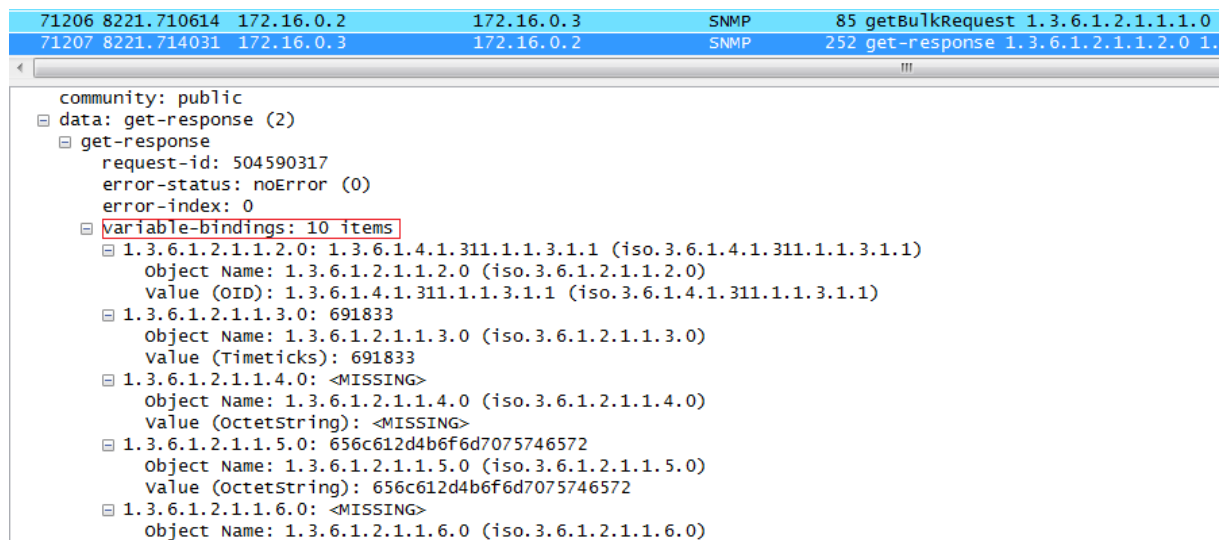 71206 8221.710614 172.16.0.2 172.16.0.3 SNMP 85 getBulkRequest 1.3.6.1.2.1.1.1.0
71207 8221.714031 172.16.0.3 172.16.0.2 SNMP 252 get-response 1.3.6.1.2.1.1.2.0 1.
community: public
data: get-response (2)
get-response
request-id: 504590317
error-status: noError (0)
error-index: 0
variable-bindings: 10 items
1.3.6.1.2.1.1.2.0: 1.3.6.1.4.1.311.1.1.3.1.1 (iso.3.6.1.4.1.311.1.1.3.1.1)
Object Name: 1.3.6.1.2.1.1.2.0 (iso.3.6.1.2.1.1.2.0)
Value (OID): 1.3.6.1.4.1.311.1.1.3.1.1 (iso.3.6.1.4.1.311.1.1.3.1.1)
1.3.6.1.2.1.1.3.0: 691833
Object Name: 1.3.6.1.2.1.1.3.0 (iso.3.6.1.2.1.1.3.0)
Value (Timeticks): 691833
1.3.6.1.2.1.1.4.0: <MISSING>
Object Name: 1.3.6.1.2.1.1.4.0 (iso.3.6.1.2.1.1.4.0)
Value (OctetString): <MISSING>
1.3.6.1.2.1.1.5.0: 656c612d4b6f6d7075746572
Object Name: 1.3.6.1.2.1.1.5.0 (iso.3.6.1.2.1.1.5.0)
Value (OctetString): 656c612d4b6f6d7075746572
1.3.6.1.2.1.1.6.0: <MISSING>
Object Name: 1.3.6.1.2.1.1.6.0 (iso.3.6.1.2.1.1.6.0)